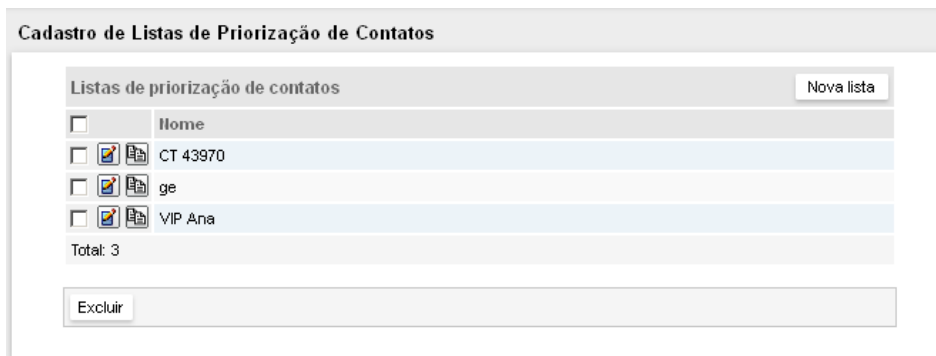 Cadastro de Listas de Priorização de Contatos
Listas de priorização de contatos Nova lista
Nome
CT 43970
ge
VIP Ana
Total: 3
Excluir